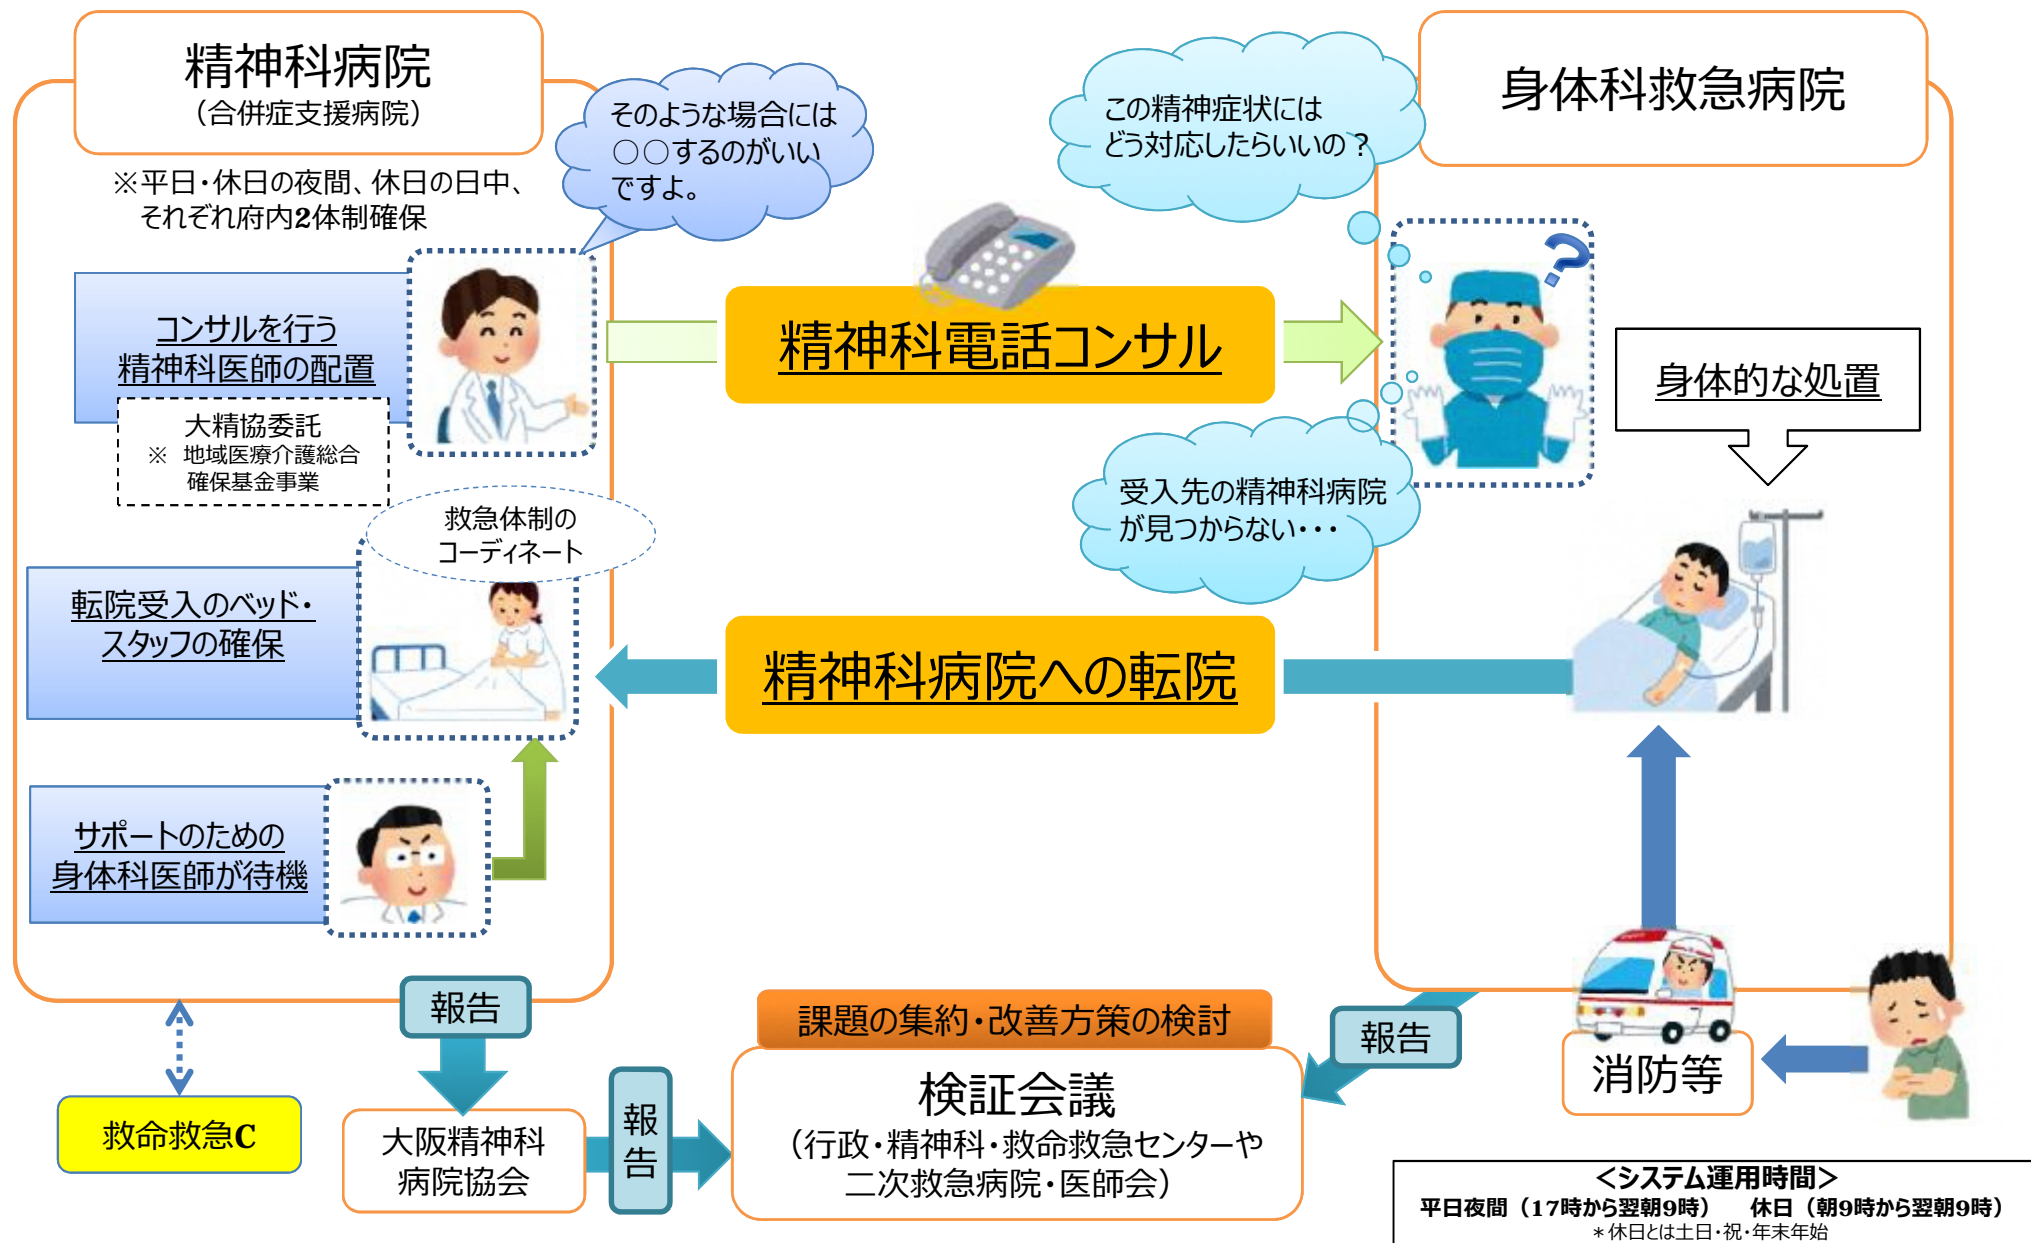 精神科病院
（合併症支援病院）
※平日・休日の夜間、休日の日中、
それぞれ府内2体制確保
そのような場合には
○○するのがいい
ですよ。
この精神症状には
どう対応したらいいの？
身体科救急病院
コンサルを行う
精神科医師の配置
大精協委託
※ 地域医療介護総合
確保基金事業
精神科電話コンサル
?
身体的な処置
救急体制の
コーディネート
受入先の精神科病院
が見つからない・・・
転院受入のベッド・
スタッフの確保
精神科病院への転院
サポートのための
身体科医師が待機
報告
救命救急C
大阪精神科
病院協会
報告
課題の集約・改善方策の検討
検証会議
（行政・精神科・救命救急センターや
二次救急病院・医師会）
報告
消防等
＜システム運用時間＞
平日夜間（17時から翌朝9時） 休日（朝9時から翌朝9時）
＊休日とは土日・祝・年末年始